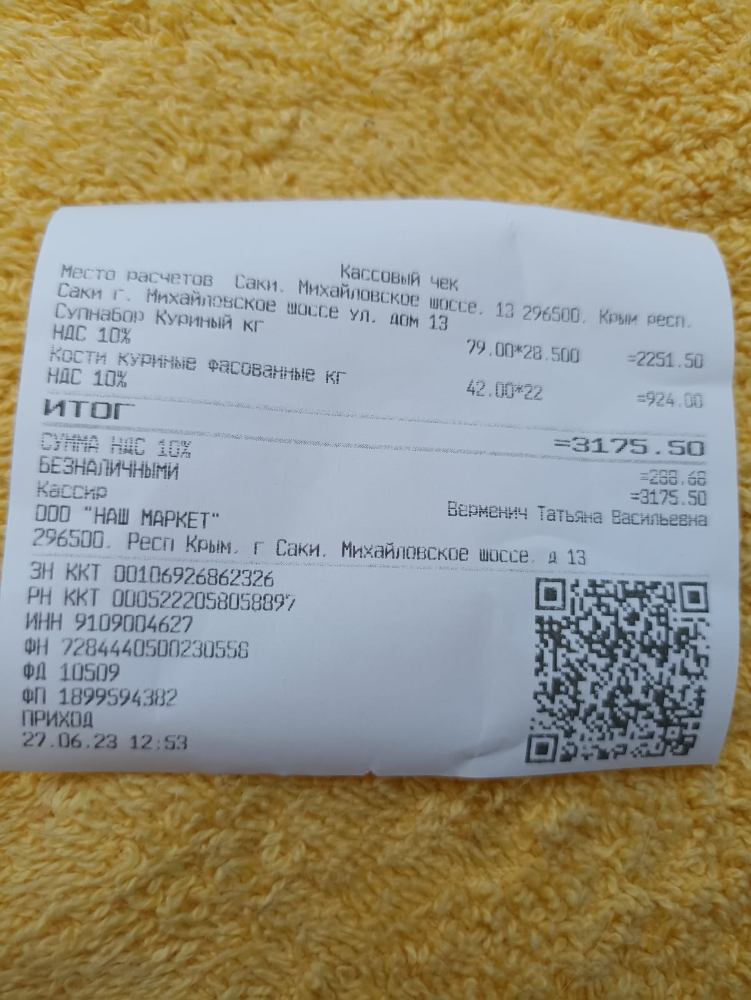 Кассовый чек
Место расчетов Саки, Михайловское шоссе, 13 296500, Крым респ.
Саки г. Михайловское шоссе ул. дом 13
Супнабор Куриный кг
79.00*28.500 =2251.50
НДС 10%
Кости куриные фасованные кг
42.00*22 =924.00
НДС 10%
ИТОГ =3175.50
СУММА НДС 10% =288.68
БЕЗНАЛИЧНЫМИ =3175.50
Кассир Верменич Татьяна Васильевна
ООО "НАШ МАРКЕТ"
296500, Респ Крым, г Саки, Михайловское шоссе, д 13
ЗН ККТ 00106926862326
РН ККТ 0005222058058897
ИНН 9109004627
ФН 7284440500230556
ФД 10509
ФП 1899594382
ПРИХОД
27.06.23 12:53